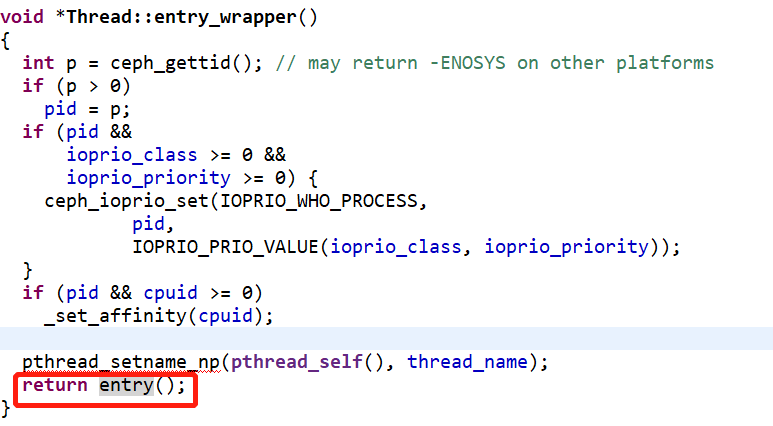 void *Thread::entry_wrapper()
{
  int p = ceph_gettid(); // may return -ENOSYS on other platforms
  if (p > 0)
    pid = p;
  if (pid &&
      ioprio_class >= 0 &&
      ioprio_priority >= 0) {
    ceph_ioprio_set(IOPRIO_WHO_PROCESS,
            pid,
            IOPRIO_PRIO_VALUE(ioprio_class, ioprio_priority));
  }
  if (pid && cpuid >= 0)
    _set_affinity(cpuid);

  pthread_setname_np(pthread_self(), thread_name);
  return entry();
}